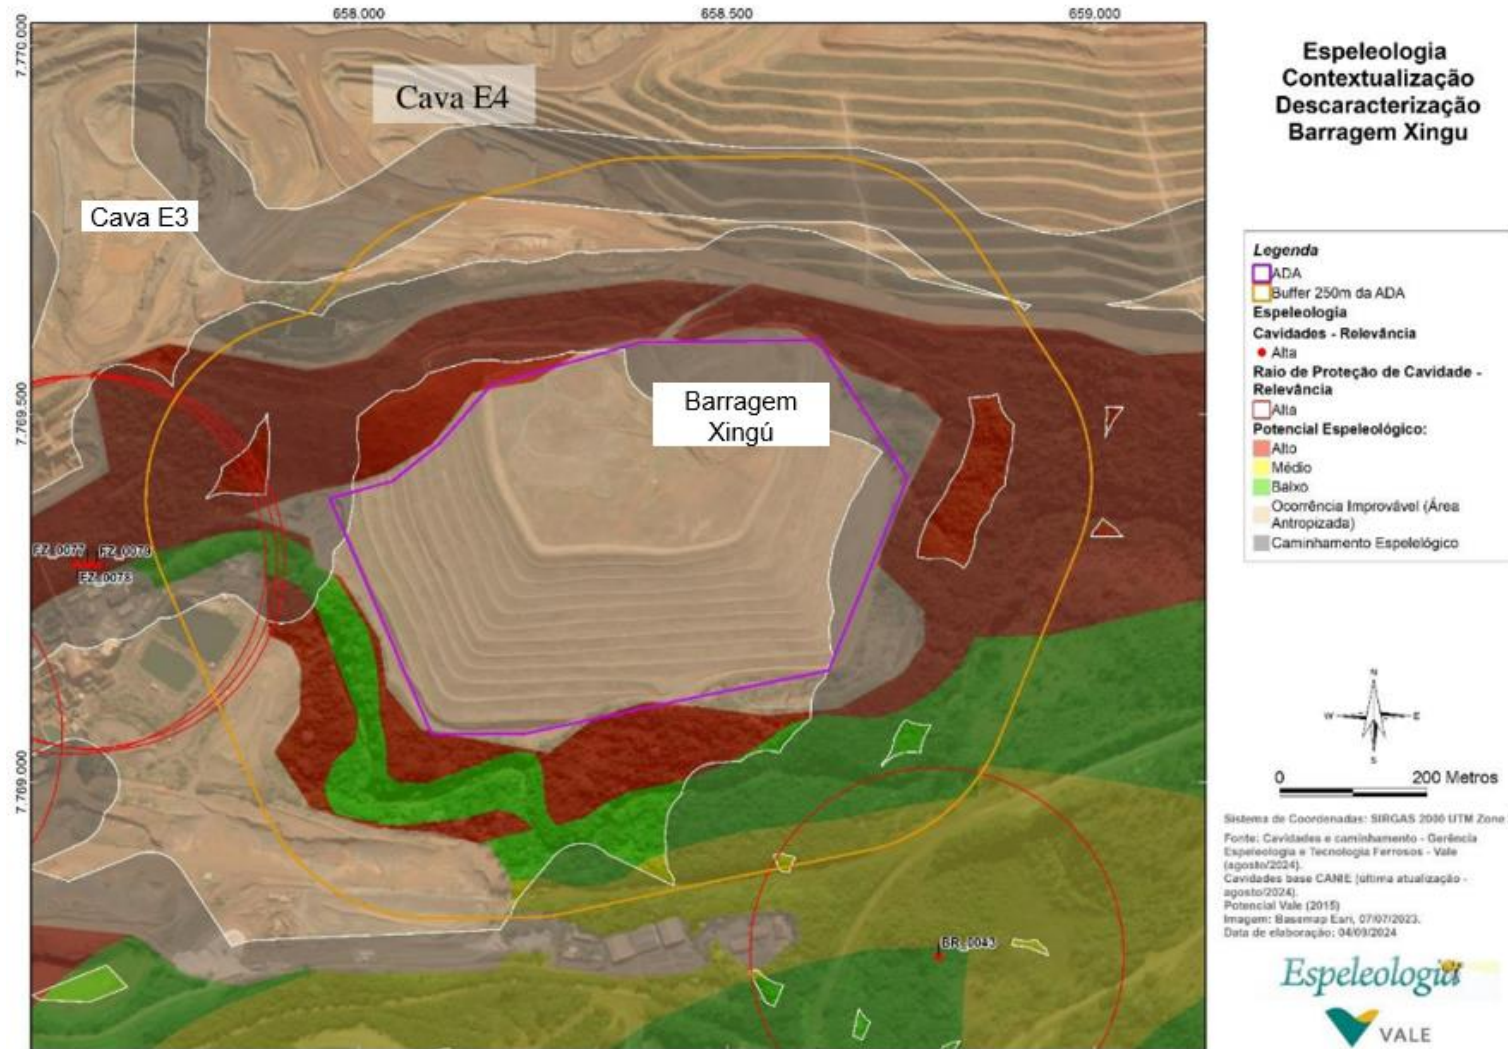 658.000
658.500
659.000
7.770.000
7.769.500
7.769.000
Cava E4
Cava E3
Barragem
Xingú
FZ_0077
FZ_0079
FZ_0078
BR_0043
Espeleologia
Contextualização
Descaracterização
Barragem Xingu
Legenda
ADA
Buffer 250m da ADA
Espeleologia
Cavidades - Relevância
Alta
Raio de Proteção de Cavidade -
Relevância
Alta
Potencial Espeleológico:
Alto
Médio
Baixo
Ocorrência Improvável (Área
Antropizada)
Caminhamento Espelelógico
N
W
E
S
0
200 Metros
Sistema de Coordenadas: SIRGAS 2000 UTM Zone
Fonte: Cavidades e caminhamento - Gerência
Espeleologia e Tecnologia Ferrosos - Vale
(agosto/2024).
Cavidades base CANIE (última atualização -
agosto/2024).
Potencial Vale (2015)
Imagem: Basemap Esri, 07/07/2023.
Data de elaboração: 04/09/2024
Espeleologia
VALE